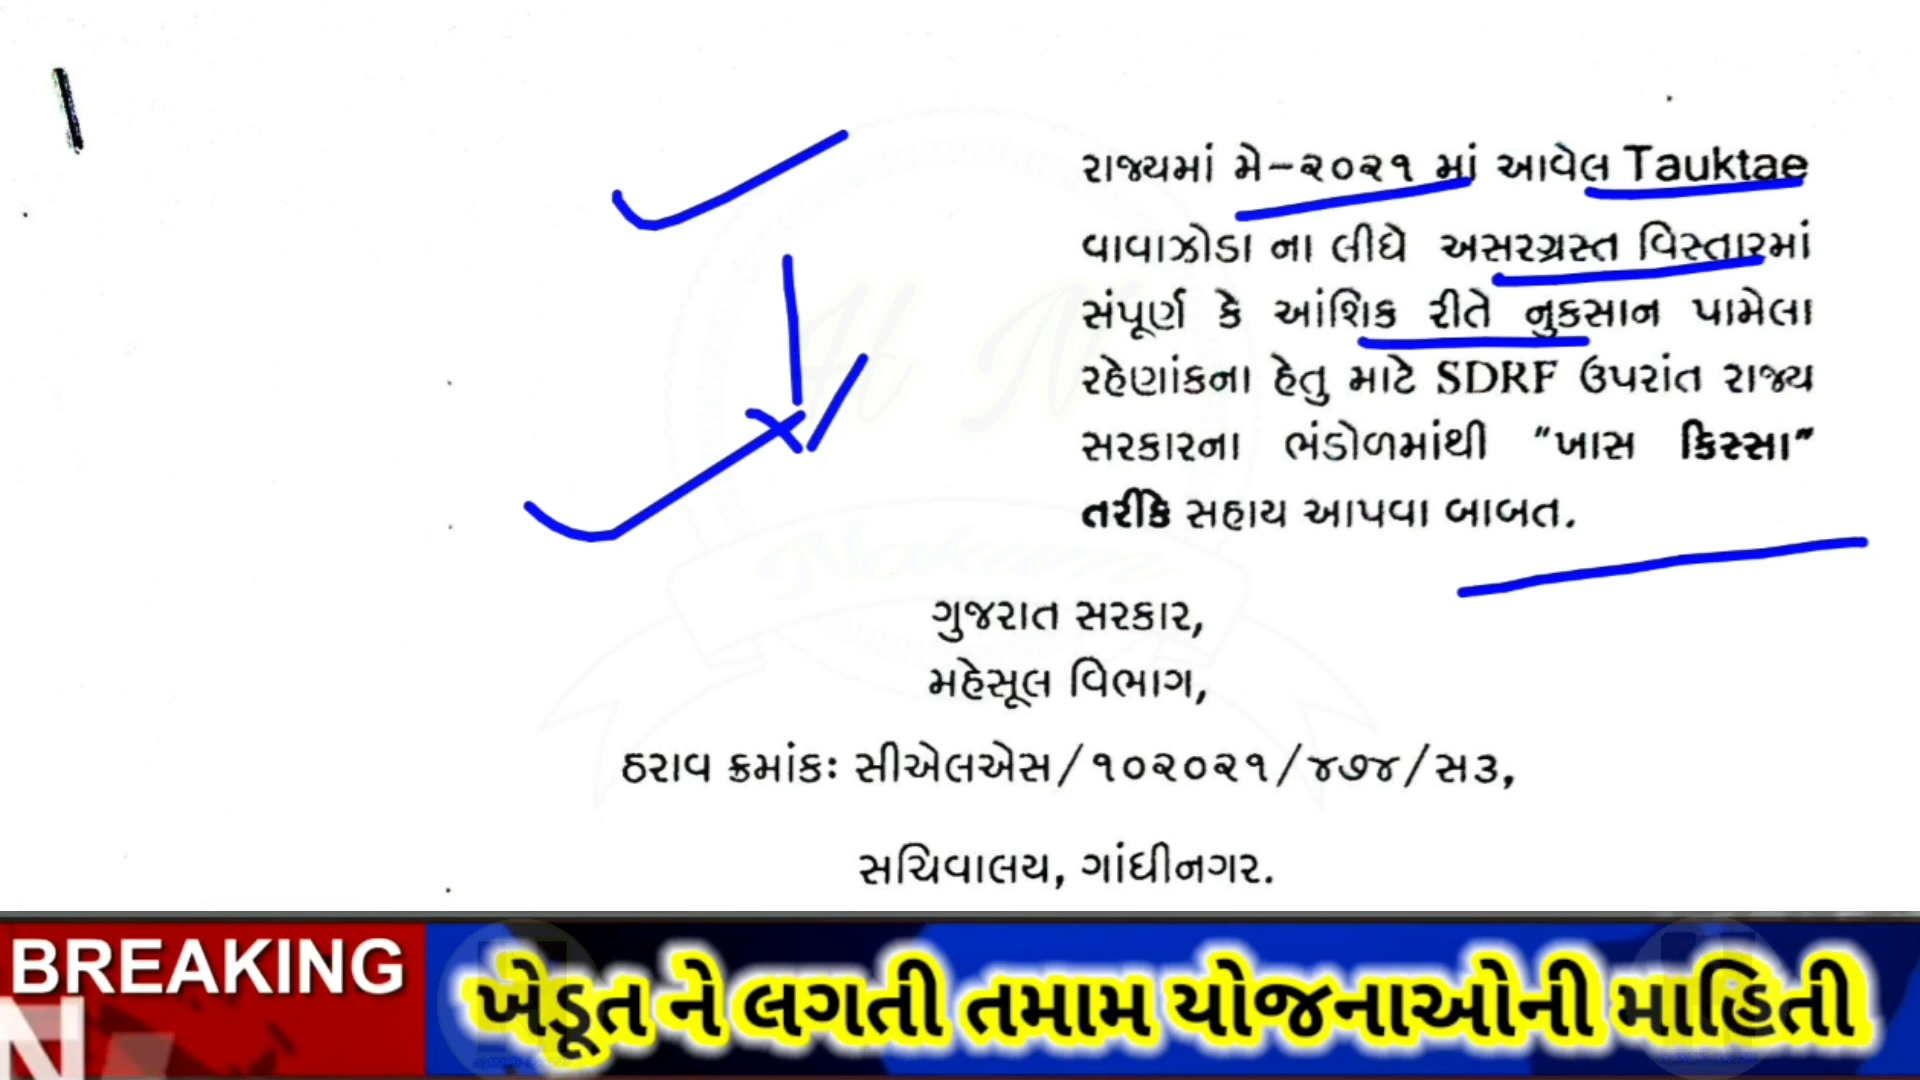 રાજ્યમાં મે-૨૦૨૧ માં આવેલ Tauktae
વાવાઝોડા ના લીધે અસરગ્રસ્ત વિસ્તારમાં
સંપૂર્ણ કે આંશિક રીતે નુકસાન પામેલા
રહેણાંકના હેતુ માટે SDRF ઉપરાંત રાજ્ય
સરકારના ભંડોળમાંથી “ખાસ કિસ્સા”
તરીકે સહાય આપવા બાબત.
ગુજરાત સરકાર,
મહેસૂલ વિભાગ,
ઠરાવ ક્રમાંકઃ સીએલએસ/૧૦૨૦૨૧/૪૭૪/સ૩,
સચિવાલય, ગાંધીનગર.
BREAKING
N
ખેડૂત ને લગતી તમામ યોજનાઓની માહિતી